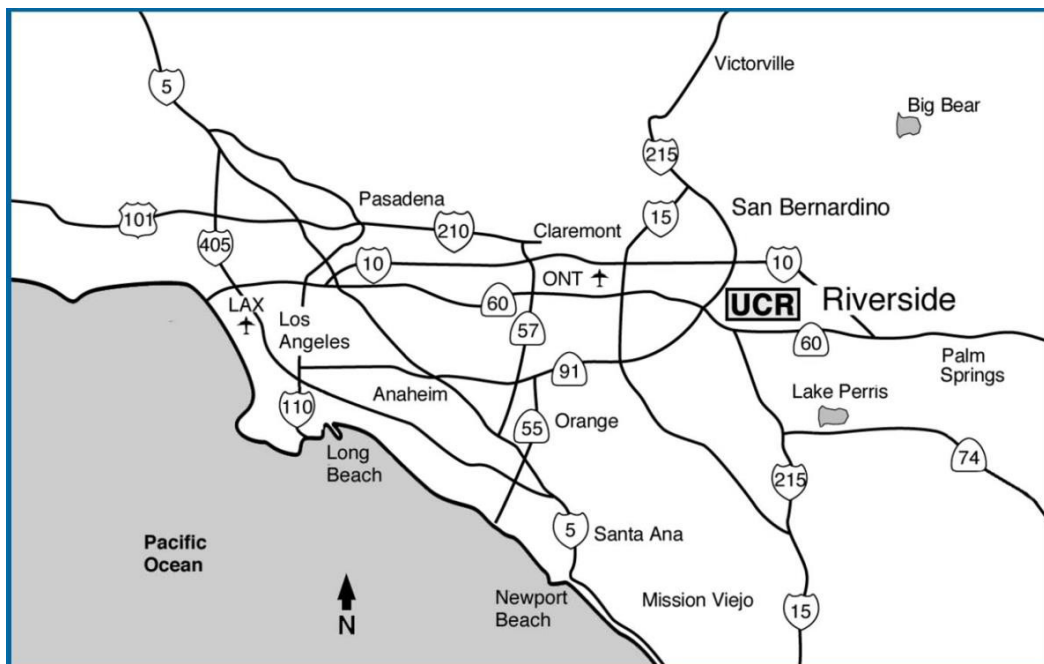 Victorville
5
Big Bear
215
Pasadena
San Bernardino
101
15
210
Claremont
405
10
ONT
10
LAX
UCR
Riverside
60
Los
Angeles
57
60
Palm
Springs
91
Anaheim
Lake Perris
110
Orange
55
Long
Beach
74
215
5
Santa Ana
Pacific
Ocean
Newport
Beach
Mission Viejo
15
N